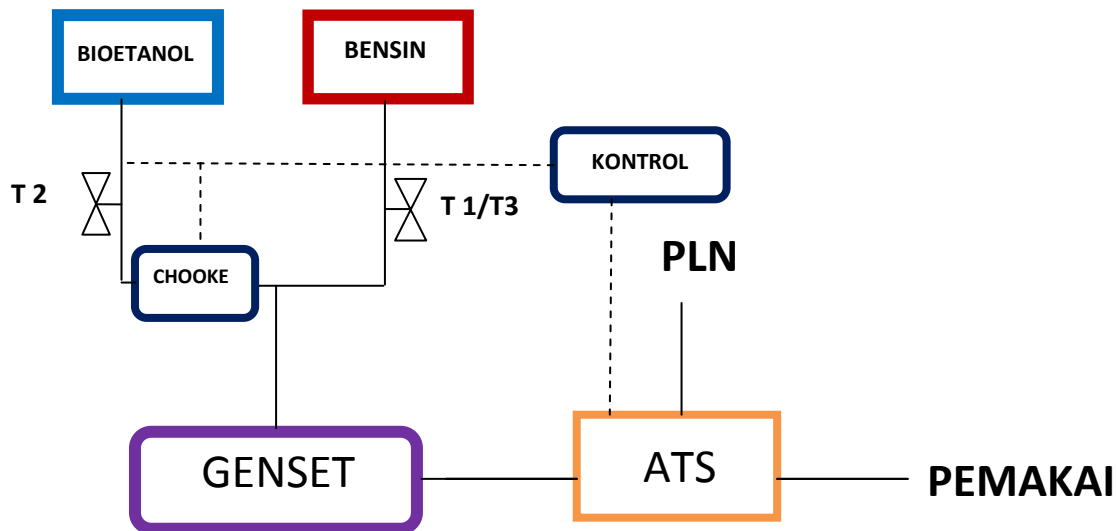 BIOETANOL
BENSIN
KONTROL
T 2
T 1/T3
PLN
CHOOKE
GENSET
ATS
PEMAKAI